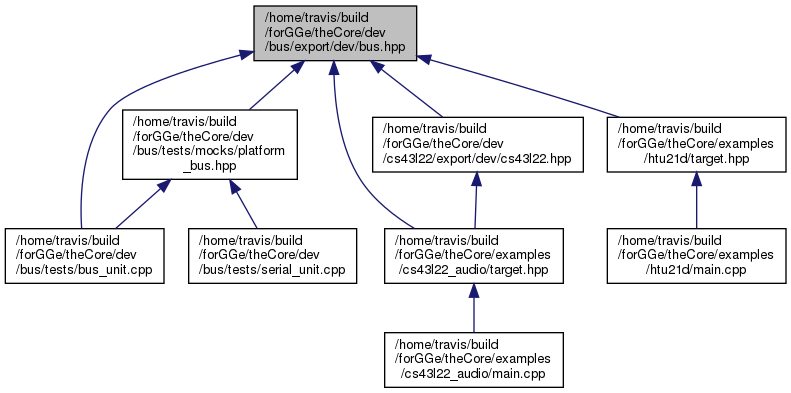 /home/travis/build
/forGGe/theCore/dev
/bus/export/dev/bus.hpp
/home/travis/build
/forGGe/theCore/dev
/bus/tests/mocks/platform
_bus.hpp
/home/travis/build
/forGGe/theCore/dev
/cs43l22/export/dev/cs43l22.hpp
/home/travis/build
/forGGe/theCore/examples
/htu21d/target.hpp
/home/travis/build
/forGGe/theCore/dev
/bus/tests/bus_unit.cpp
/home/travis/build
/forGGe/theCore/dev
/bus/tests/serial_unit.cpp
/home/travis/build
/forGGe/theCore/examples
/cs43l22_audio/target.hpp
/home/travis/build
/forGGe/theCore/examples
/htu21d/main.cpp
/home/travis/build
/forGGe/theCore/examples
/cs43l22_audio/main.cpp